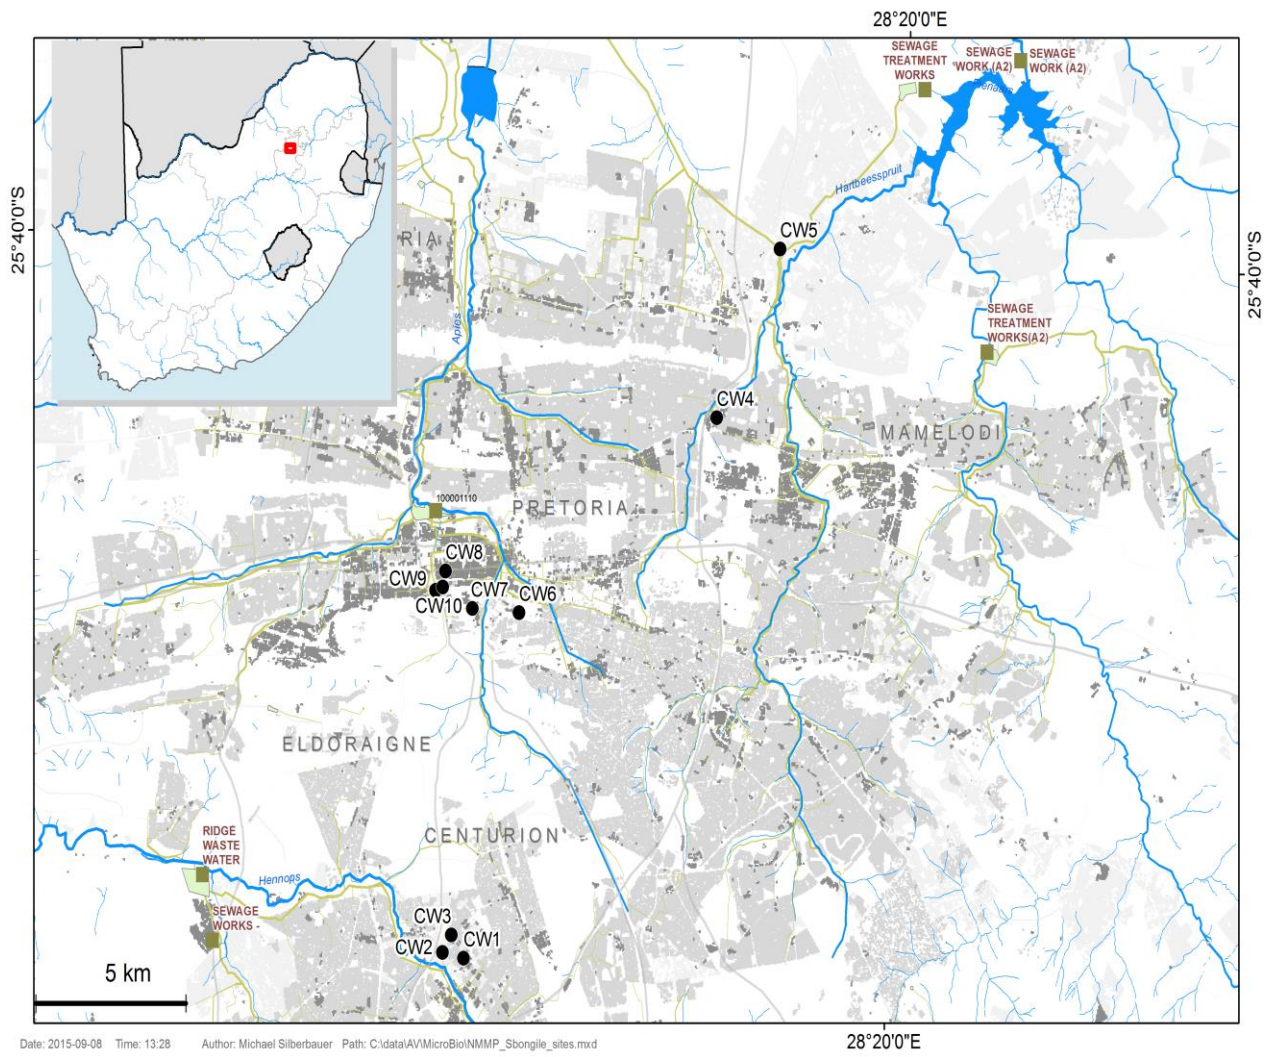 28°20'0"E
SEWAGE
TREATMENT
WORKS
SEWAGE
WORK (A2)
SEWAGE
WORK (A2)
Hartbeesspruit
25°40'0"S
25°40'0"S
RIA
CW5
Apies
SEWAGE
TREATMENT
WORKS(A2)
CW4
MAMELODI
100001110
PRETORIA
CW8
CW9
CW10
CW7
CW6
ELDORAIGNE
CENTURION
RIDGE
WASTE
WATER
Hennops
SEWAGE
WORKS -
CW3
CW2
CW1
5 km
28°20'0"E
Date: 2015-09-08 Time: 13:28 Author: Michael Silberbauer Path: C:\data\AV\MicroBio\NMMP_Sbongile_sites.mxd